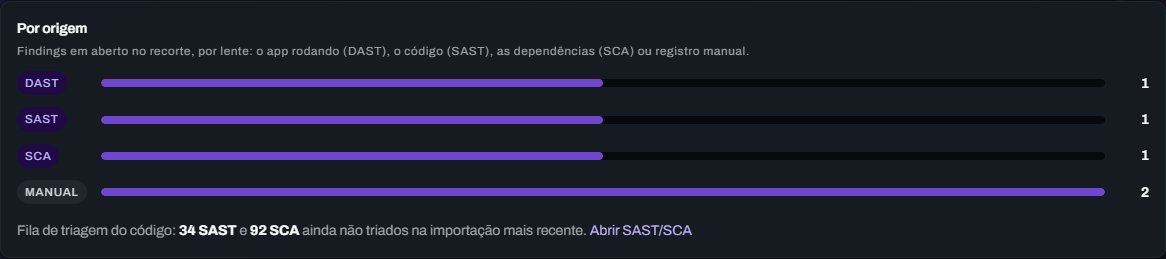 Por origem
Findings em aberto no recorte, por lente: o app rodando (DAST), o código (SAST), as dependências (SCA) ou registro manual.
DAST 1
SAST 1
SCA 1
MANUAL 2
Fila de triagem do código: 34 SAST e 92 SCA ainda não triados na importação mais recente. Abrir SAST/SCA